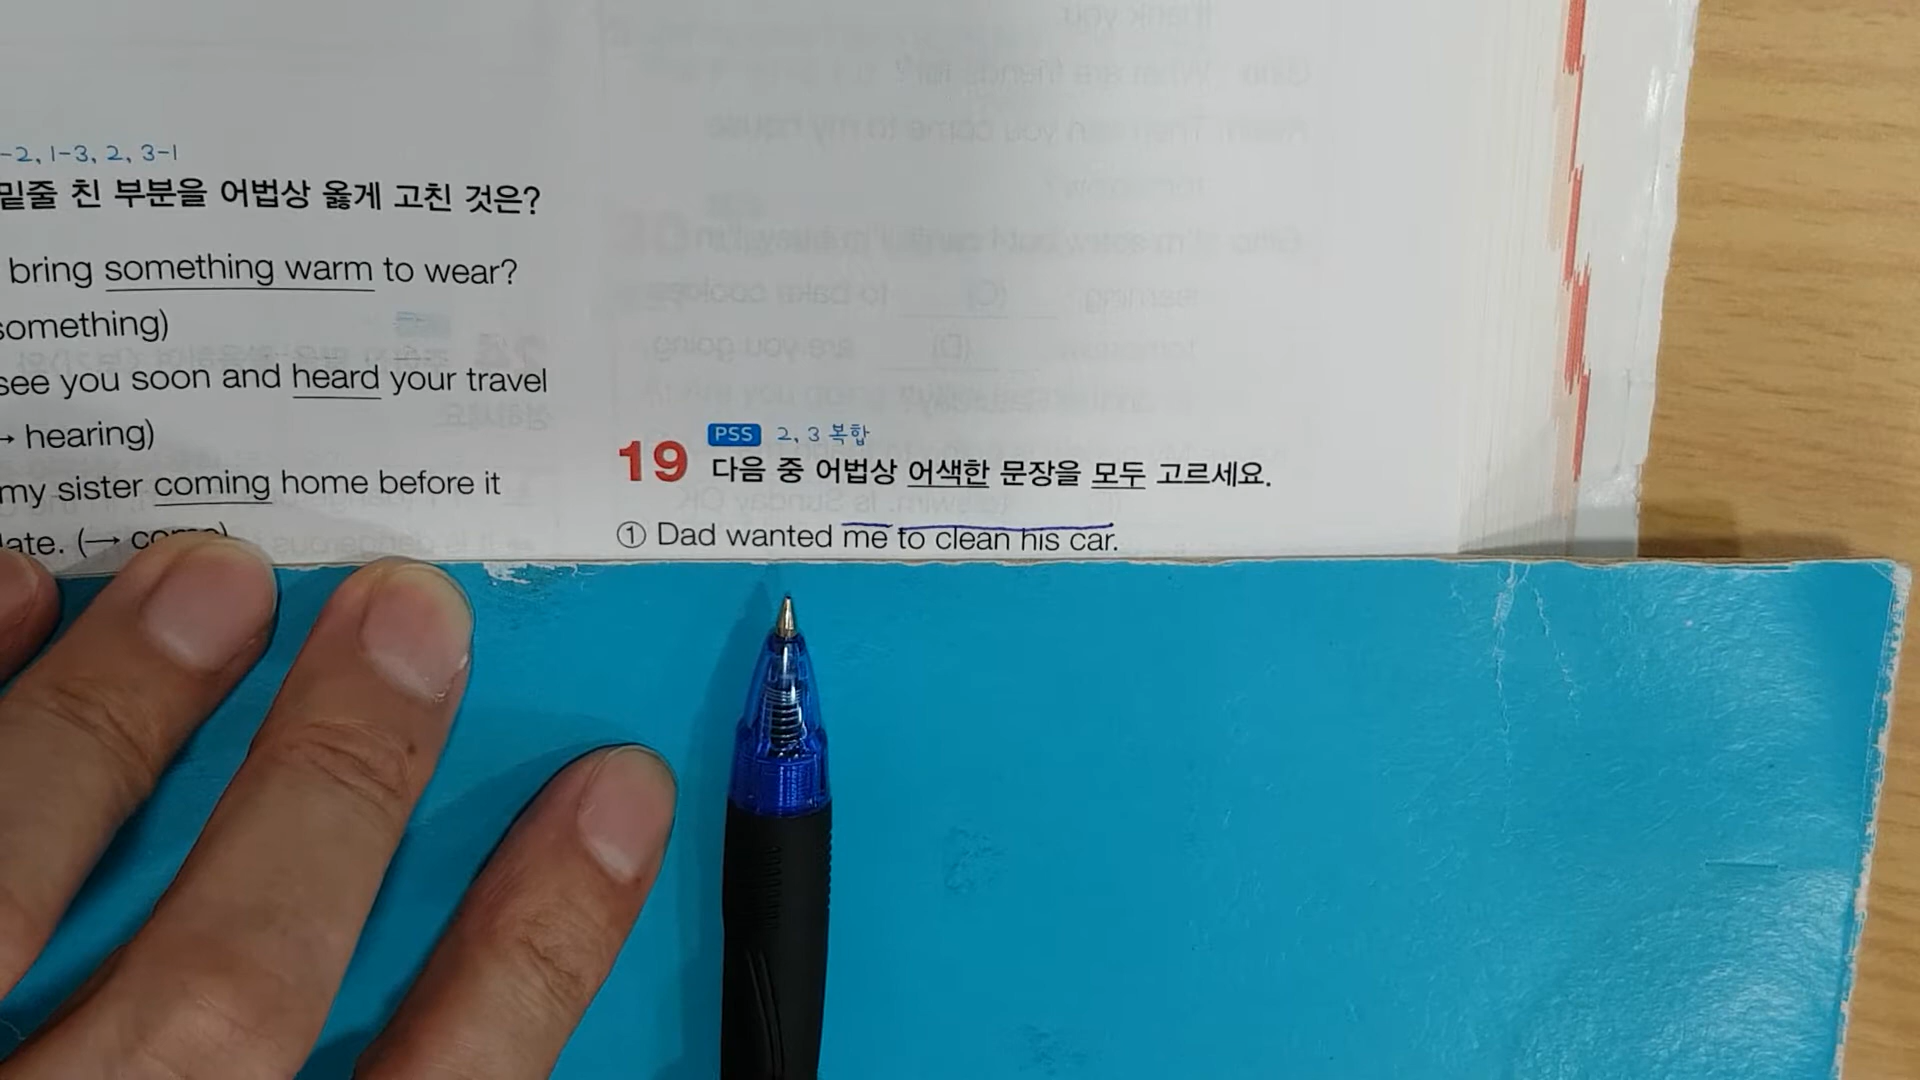 -2, 1-3, 2, 3-1
밑줄 친 부분을 어법상 옳게 고친 것은?
bring something warm to wear?
something)
see you soon and heard your travel
→ hearing)
my sister coming home before it
late. (→ come)
19 PSS 2, 3 복합
다음 중 어법상 어색한 문장을 모두 고르세요.
① Dad wanted me to clean his car.